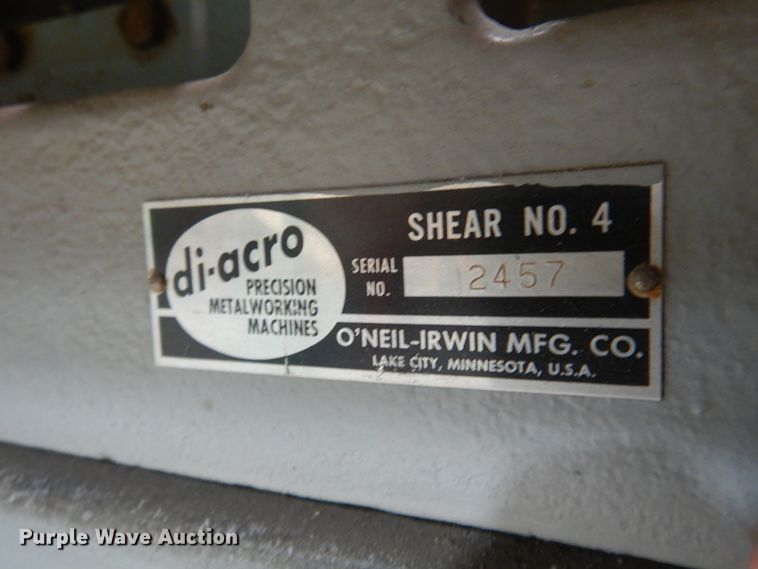 di-acro
PRECISION
METALWORKING
MACHINES
SHEAR NO. 4
SERIAL
NO.
2457
O'NEIL-IRWIN MFG. CO.
LAKE CITY, MINNESOTA, U.S.A.
Purple Wave Auction